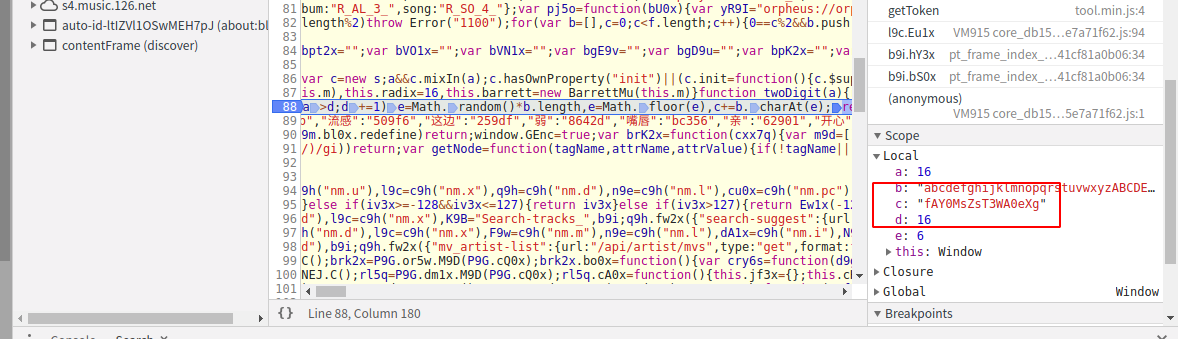 s4.music.126.net
auto-id-ltIZVl1OSwMEH7pJ (about:bl
contentFrame (discover)
81 bum:"R_AL_3_",song:"R_SO_4_"};var pj5o=function(bU0x){var yR9I="orpheus://orp
82 length%2)throw Error("1100");for(var b=[],c=0;c<f.length;c++){0==c%2&&b.push
83
84 bpt2x="";var bVO1x="";var bVN1x="";var bgE9v="";var bgD9u="";var bpK2x="";va
85
86 var c=new s;a&&c.mixIn(a);c.hasOwnProperty("init")||(c.init=function(){c.$sup
87 is.m),this.radix=16,this.barrett=new BarrettMu(this.m)}function twoDigit(a){
88 a>d;d+=1)e=Math.random()*b.length,e=Math.floor(e),c+=b.charAt(e);re
89 ","流感":"509f6","这边":"259df","弱":"8642d","嘴唇":"bc356","亲":"62901","开心"
90 9m.bl0x.redefine)return;window.GEnc=true;var brK2x=function(cxx7q){var m9d=[
91 /)/gi))return;var getNode=function(tagName,attrName,attrValue){if(!tagName||
92
93
94 9h("nm.u"),l9c=c9h("nm.x"),q9h=c9h("nm.d"),n9e=c9h("nm.l"),cu0x=c9h("nm.pc")
95 }else if(iv3x>=-128&&iv3x<=127){return iv3x}else if(iv3x>127){return Ew1x(-12
96 d"),l9c=c9h("nm.x"),K9B="Search-tracks_",b9i;q9h.fw2x({"search-suggest":{url
97 h("nm.d"),l9c=c9h("nm.x"),F9w=c9h("nm.m"),n9e=c9h("nm.l"),dA1x=c9h("nm.i"),N9
98 d"),b9i;q9h.fw2x({"mv_artist-list":{url:"/api/artist/mvs",type:"get",format:
99 C();brk2x=P9G.or5w.M9D(P9G.cQ0x);brk2x.bo0x=function(){var cry6s=function(d9
100 NEJ.C();rl5q=P9G.dm1x.M9D(P9G.cQ0x);rl5q.cA0x=function(){this.jf3x={};this.cb
101
{} Line 88, Column 180
getToken tool.min.js:4
l9c.Eu1x VM915 core_db15…e7a71f62.js:94
b9i.hY3x pt_frame_index_…41cf81a0b06.js:34
b9i.bS0x pt_frame_index_…41cf81a0b06.js:34
(anonymous)
VM915 core_db15…5e7a71f62.js:1
Scope
Local
a: 16
b: "abcdefghijklmnopqrstuvwxyzABCDE…
c: "fAY0MsZsT3WA0eXg"
d: 16
e: 6
this: Window
Closure
Global Window
Breakpoints